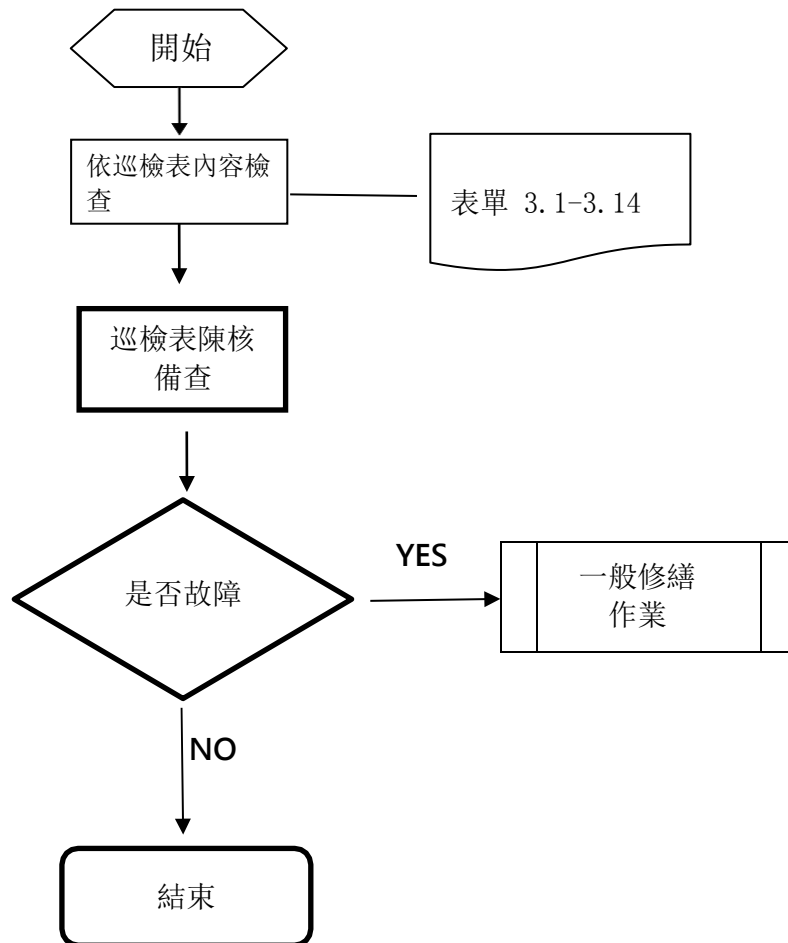 開始
依巡檢表內容檢
查
表單 3.1-3.14
巡檢表陳核
備查
是否故障
YES
一般修繕
作業
NO
結束